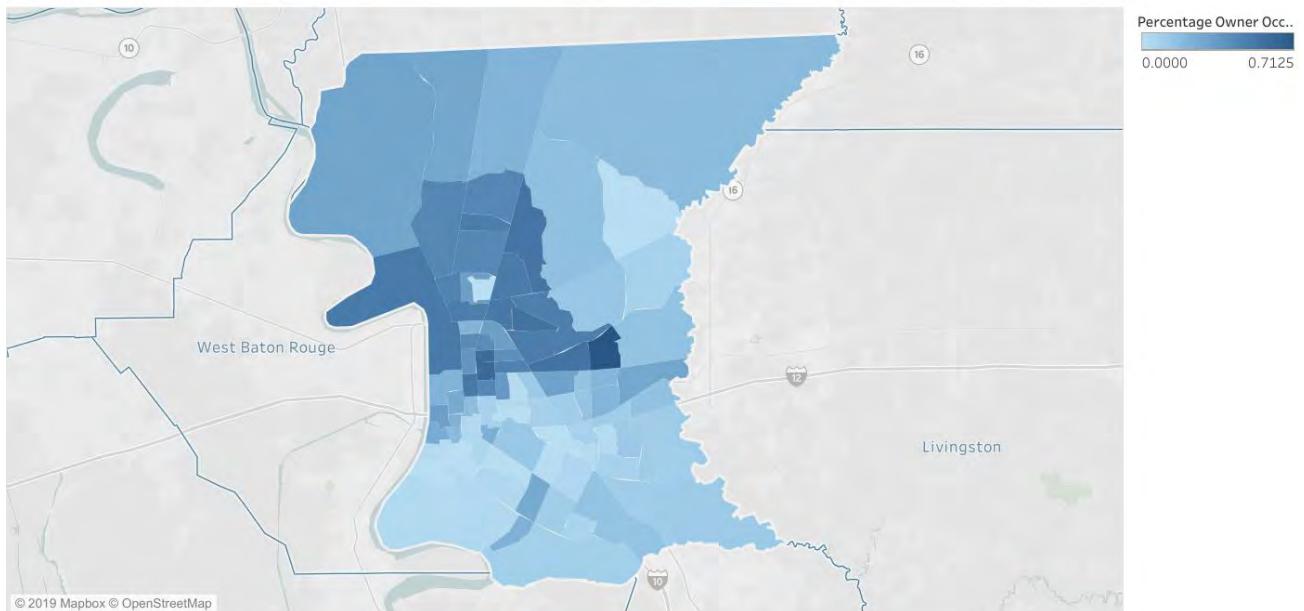 Percentage Owner Occ..
0.0000 0.7125
10
16
16
West Baton Rouge
12
Livingston
10
© 2019 Mapbox © OpenStreetMap